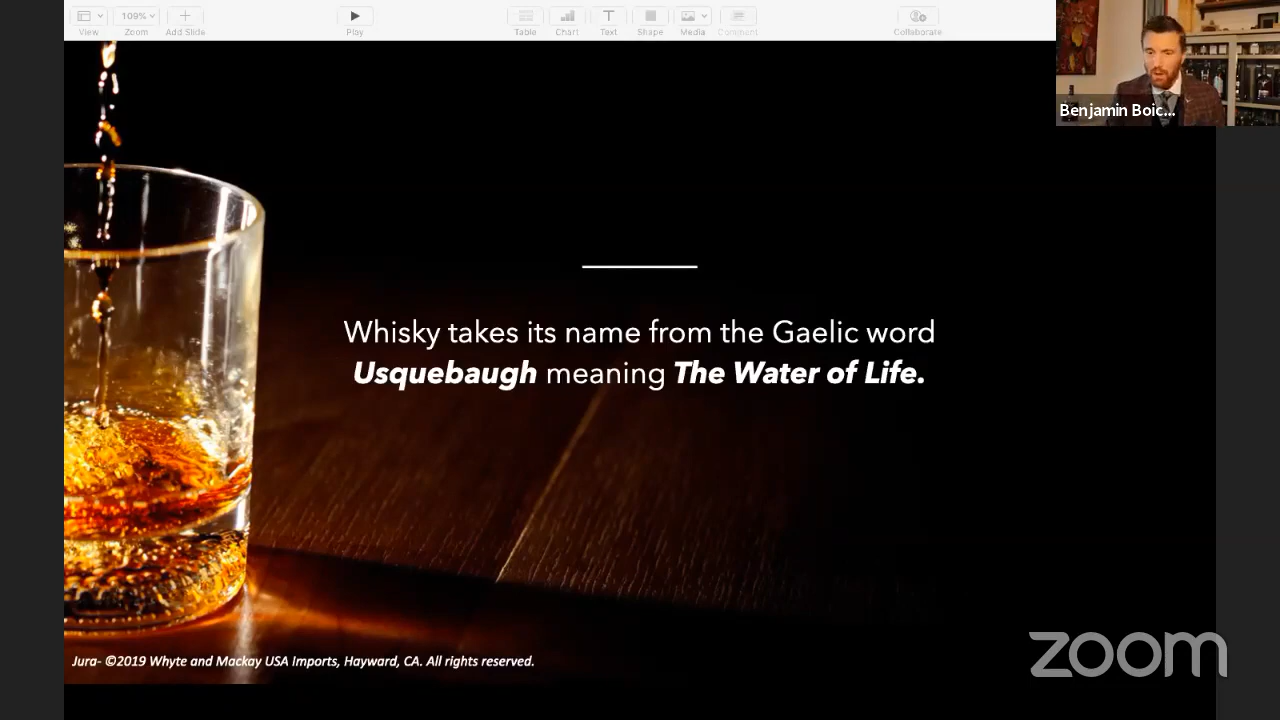 View
109%
Zoom
Add Slide
Play
Table
Chart
Text
Shape
Media
Comment
Collaborate
Benjamin Boic...
Whisky takes its name from the Gaelic word
Usquebaugh meaning The Water of Life.
Jura- ©2019 Whyte and Mackay USA Imports, Hayward, CA. All rights reserved.
zoom